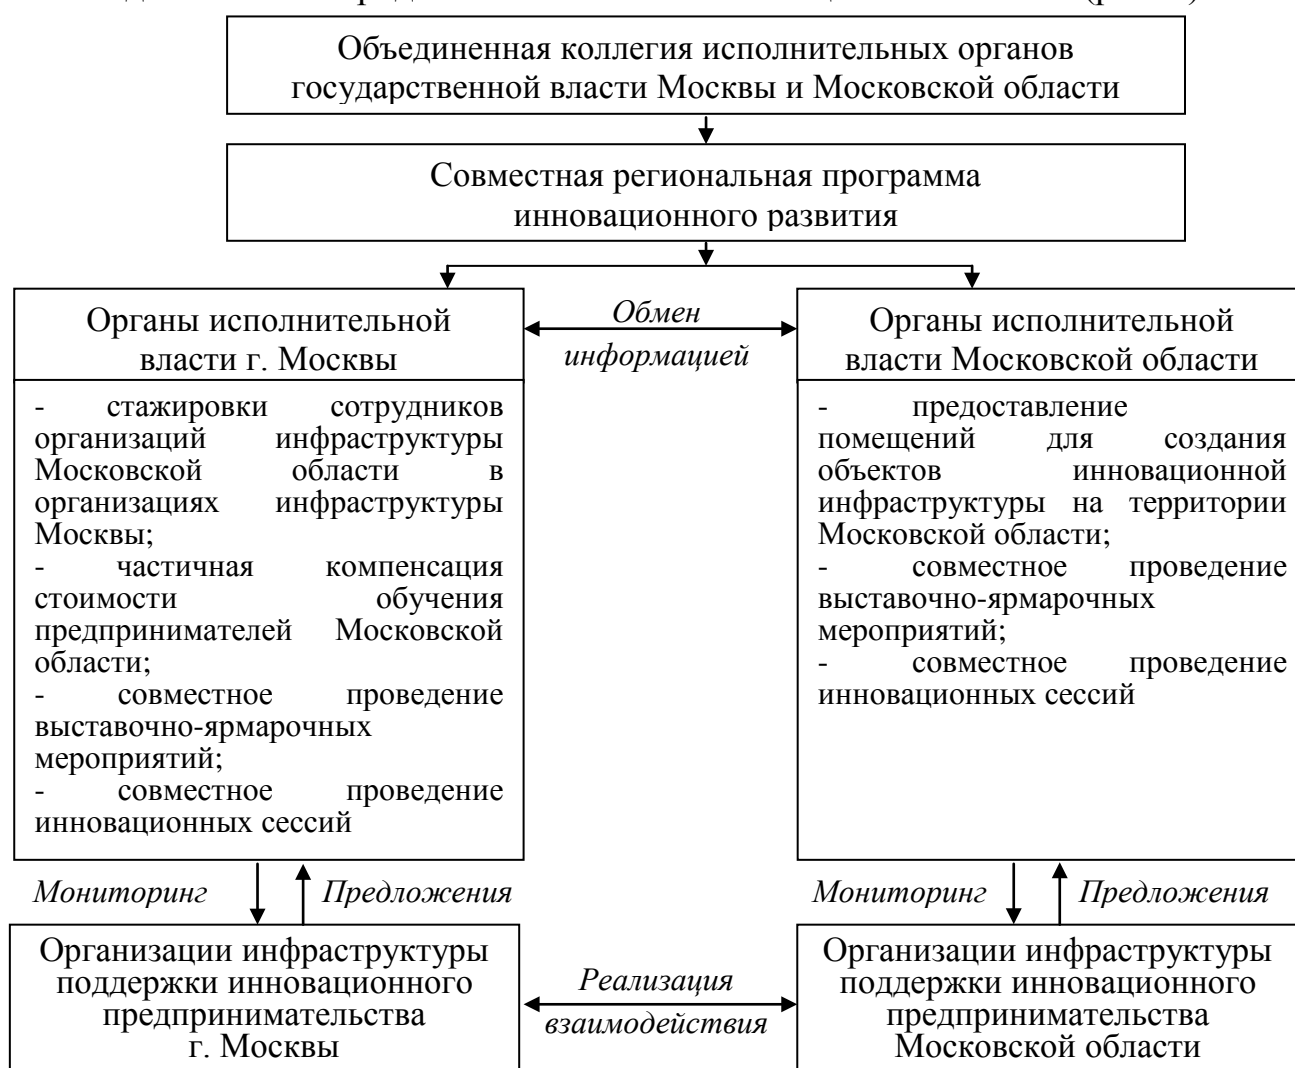 Объединенная коллегия исполнительных органов
государственной власти Москвы и Московской области
Совместная региональная программа
инновационного развития
Органы исполнительной
власти г. Москвы
Обмен
информацией
Органы исполнительной
власти Московской области
- стажировки сотрудников
организаций инфраструктуры
Московской области в
организациях инфраструктуры
Москвы;
- частичная компенсация
стоимости обучения
предпринимателей Московской
области;
- совместное проведение
выставочно-ярмарочных
мероприятий;
- совместное проведение
инновационных сессий
- предоставление
помещений для создания
объектов инновационной
инфраструктуры на территории
Московской области;
- совместное проведение
выставочно-ярмарочных
мероприятий;
- совместное проведение
инновационных сессий
Мониторинг
Предложения
Мониторинг
Предложения
Организации инфраструктуры
поддержки инновационного
предпринимательства
г. Москвы
Реализация
взаимодействия
Организации инфраструктуры
поддержки инновационного
предпринимательства
Московской области